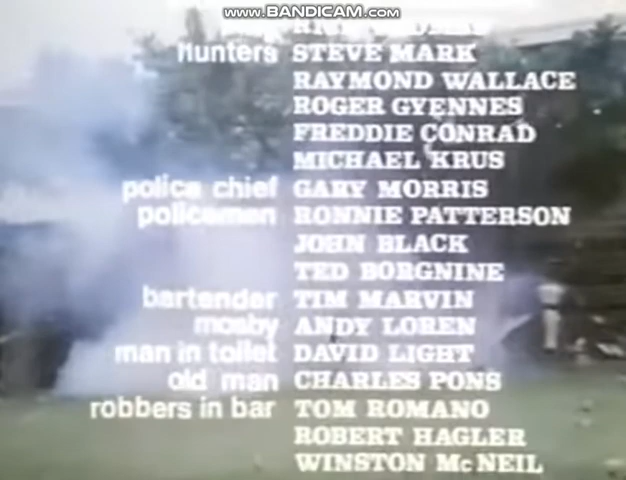 www.BANDICAM.com
hunters STEVE MARK
RAYMOND WALLACE
ROGER GYENNES
FREDDIE CONRAD
MICHAEL KRUS
police chief GARY MORRIS
policemen RONNIE PATTERSON
JOHN BLACK
TED BORGNINE
bartender TIM MARVIN
mosby ANDY LOREN
man in toilet DAVID LIGHT
old man CHARLES PONS
robbers in bar TOM ROMANO
ROBERT HAGLER
WINSTON McNEIL